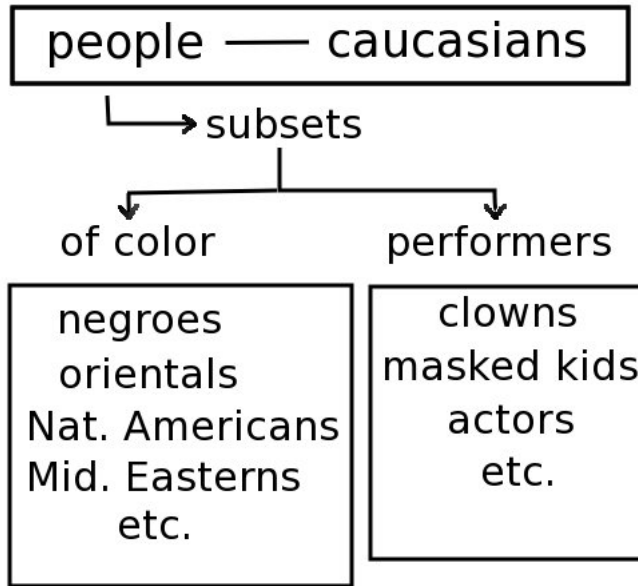 people — caucasians
subsets
of color
performers
negroes
orientals
Nat. Americans
Mid. Easterns
etc.
clowns
masked kids
actors
etc.